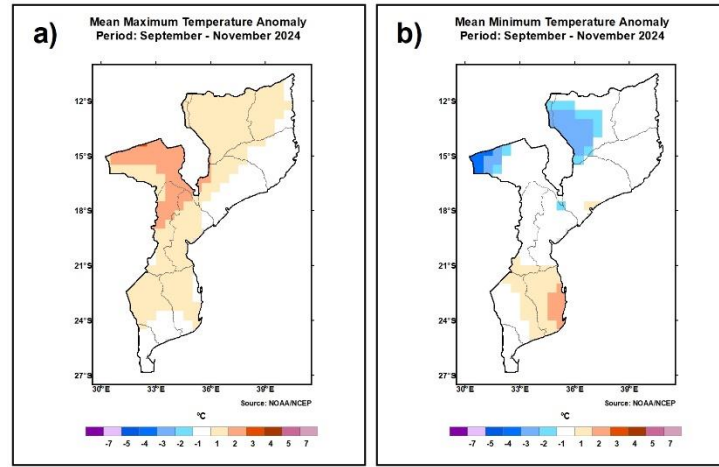 a)
Mean Maximum Temperature Anomaly
Period: September - November 2024
12°S
15°S
18°S
21°S
24°S
27°S
30°E 33°E 36°E 39°E
Source: NOAA/NCEP
°C
-7 -5 -4 -3 -2 -1 1 2 3 4 5 7
b)
Mean Minimum Temperature Anomaly
Period: September - November 2024
12°S
15°S
18°S
21°S
24°S
27°S
30°E 33°E 36°E 39°E
Source: NOAA/NCEP
°C
-7 -5 -4 -3 -2 -1 1 2 3 4 5 7